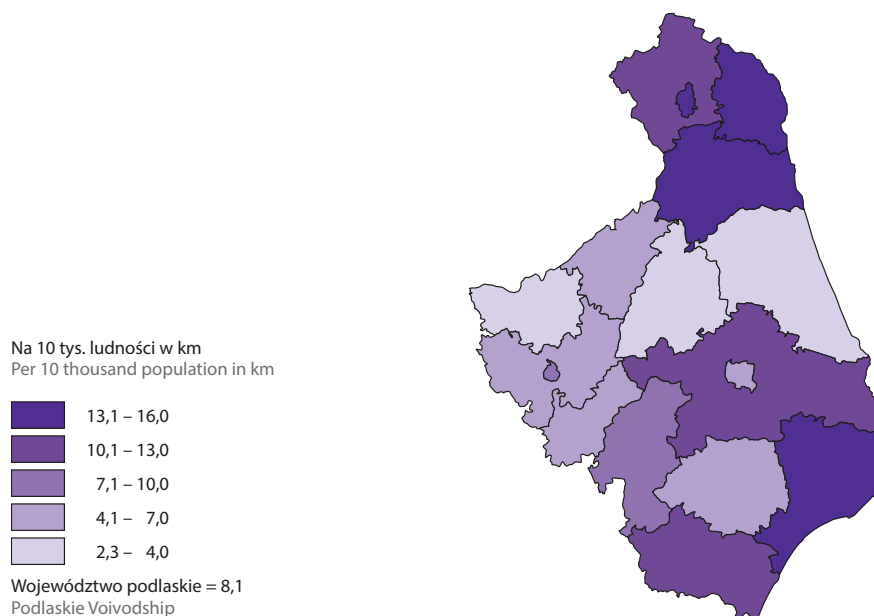 Na 10 tys. ludności w km
Per 10 thousand population in km
13,1 – 16,0
10,1 – 13,0
7,1 – 10,0
4,1 – 7,0
2,3 – 4,0
Województwo podlaskie = 8,1
Podlaskie Voivodship